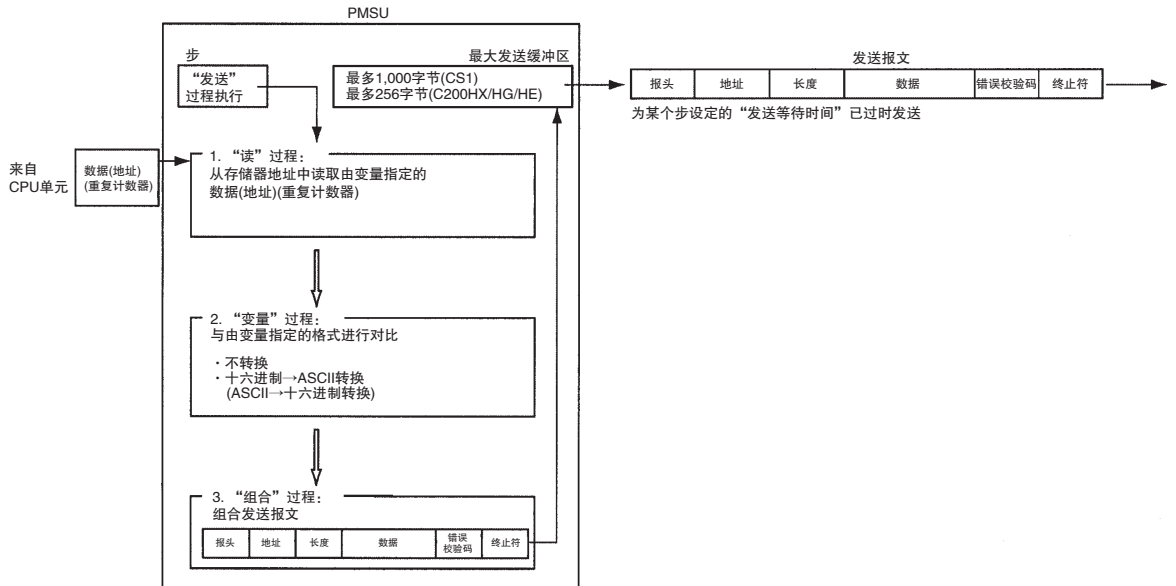 PMSU
步
“发送”
过程执行
最大发送缓冲区
最多1,000字节(CS1)
最多256字节(C200HX/HG/HE)
发送报文
报头 地址 长度 数据 错误校验码 终止符
为某个步设定的“发送等待时间”已过时发送
来自
CPU单元
数据(地址)
(重复计数器)
1. “读”过程：
从存储器地址中读取由变量指定的
数据(地址)(重复计数器)
2. “变量”过程：
与由变量指定的格式进行对比
・不转换
・十六进制→ASCII转换
(ASCII→十六进制转换)
3. “组合”过程：
组合发送报文
报头 地址 长度 数据 错误
校验码 终止符